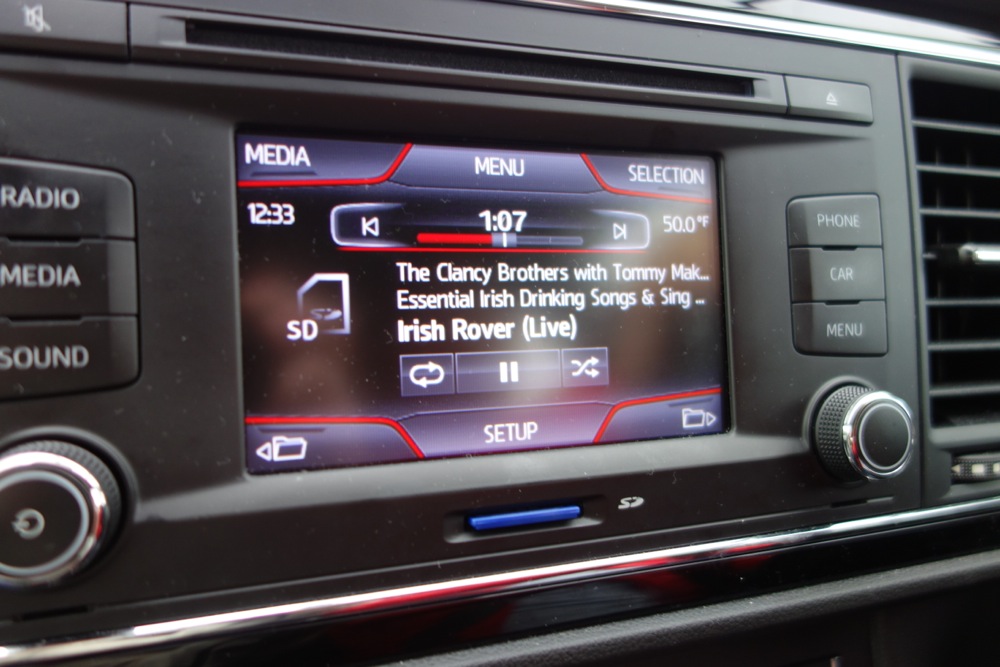 MEDIA
MENU
SELECTION
RADIO
12:33
1:07
50.0°F
PHONE
MEDIA
The Clancy Brothers with Tommy Mak...
Essential Irish Drinking Songs & Sing ...
CAR
SD
Irish Rover (Live)
MENU
SOUND
SETUP
SD